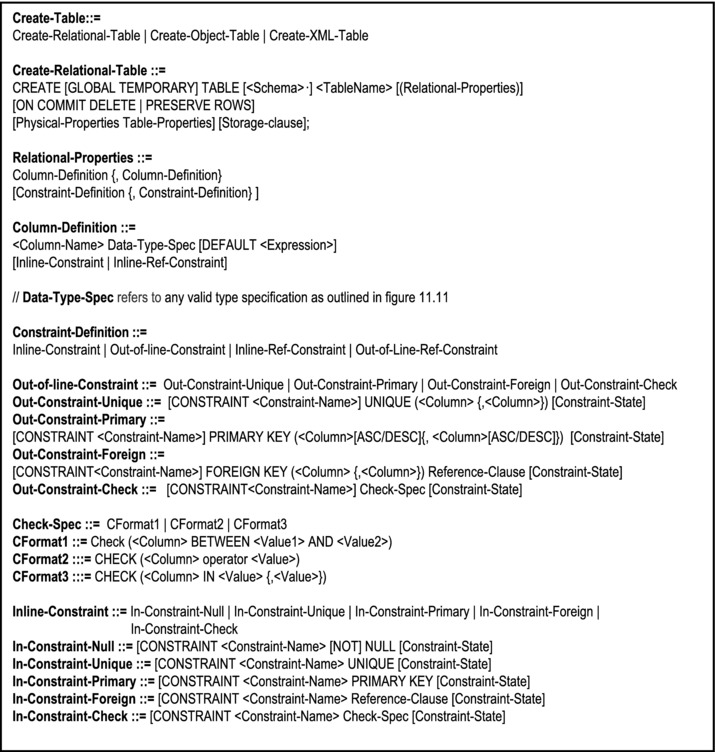 Create-Table::=
Create-Relational-Table | Create-Object-Table | Create-XML-Table
Create-Relational-Table ::=
CREATE [GLOBAL TEMPORARY] TABLE [<Schema>·] <TableName> [(Relational-Properties)]
[ON COMMIT DELETE | PRESERVE ROWS]
[Physical-Properties Table-Properties] [Storage-clause];
Relational-Properties ::=
Column-Definition {, Column-Definition}
[Constraint-Definition {, Constraint-Definition} ]
Column-Definition ::=
<Column-Name> Data-Type-Spec [DEFAULT <Expression>]
[Inline-Constraint | Inline-Ref-Constraint]
// Data-Type-Spec refers to any valid type specification as outlined in figure 11.11
Constraint-Definition ::=
Inline-Constraint | Out-of-line-Constraint | Inline-Ref-Constraint | Out-of-Line-Ref-Constraint
Out-of-line-Constraint ::= Out-Constraint-Unique | Out-Constraint-Primary | Out-Constraint-Foreign | Out-Constraint-Check
Out-Constraint-Unique ::= [CONSTRAINT <Constraint-Name>] UNIQUE (<Column> {,<Column>}) [Constraint-State]
Out-Constraint-Primary ::=
[CONSTRAINT <Constraint-Name>] PRIMARY KEY (<Column>[ASC/DESC]{, <Column>[ASC/DESC]}) [Constraint-State]
Out-Constraint-Foreign ::=
[CONSTRAINT<Constraint-Name>] FOREIGN KEY (<Column> {,<Column>}) Reference-Clause [Constraint-State]
Out-Constraint-Check ::= [CONSTRAINT<Constraint-Name>] Check-Spec [Constraint-State]
Check-Spec ::= CFormat1 | CFormat2 | CFormat3
CFormat1 ::= Check (<Column> BETWEEN <Value1> AND <Value2>)
CFormat2 :::= CHECK (<Column> operator <Value>)
CFormat3 :::= CHECK (<Column> IN <Value> {,<Value>})
Inline-Constraint ::= In-Constraint-Null | In-Constraint-Unique | In-Constraint-Primary | In-Constraint-Foreign |
In-Constraint-Check
In-Constraint-Null ::= [CONSTRAINT <Constraint-Name> [NOT] NULL [Constraint-State]
In-Constraint-Unique ::= [CONSTRAINT <Constraint-Name> UNIQUE [Constraint-State]
In-Constraint-Primary ::= [CONSTRAINT <Constraint-Name> PRIMARY KEY [Constraint-State]
In-Constraint-Foreign ::= [CONSTRAINT <Constraint-Name> Reference-Clause [Constraint-State]
In-Constraint-Check ::= [CONSTRAINT <Constraint-Name> Check-Spec [Constraint-State]